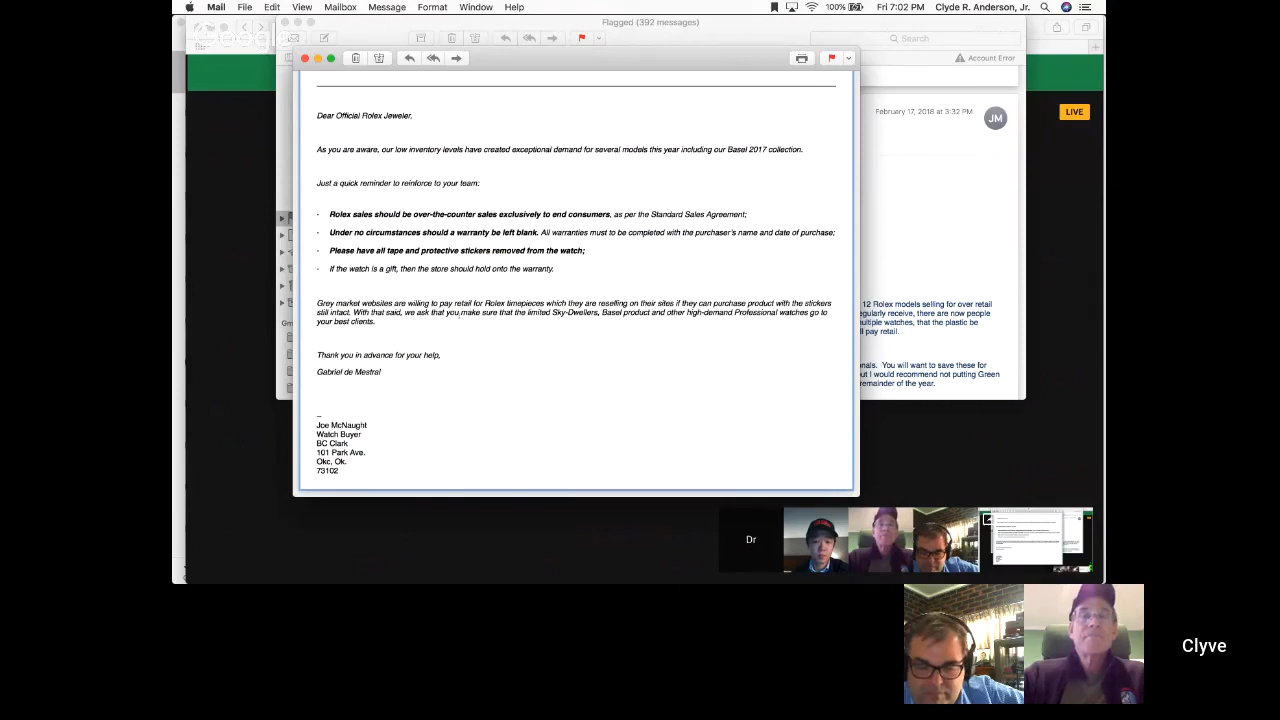 Mail File Edit View Mailbox Message Format Window Help
100% Fri 7:02 PM Clyde R. Anderson, Jr.
Flagged (392 messages)
Search
Account Error
February 17, 2018 at 3:32 PM
JM
LIVE
Dear Official Rolex Jeweler,
As you are aware, our low inventory levels have created exceptional demand for several models this year including our Basel 2017 collection.
Just a quick reminder to reinforce to your team:
· Rolex sales should be over-the-counter sales exclusively to end consumers, as per the Standard Sales Agreement;
· Under no circumstances should a warranty be left blank. All warranties must to be completed with the purchaser's name and date of purchase;
· Please have all tape and protective stickers removed from the watch;
· If the watch is a gift, then the store should hold onto the warranty.
Grey market websites are willing to pay retail for Rolex timepieces which they are reselling on their sites if they can purchase product with the stickers
still intact. With that said, we ask that you make sure that the limited Sky-Dwellers, Basel product and other high-demand Professional watches go to
your best clients.
Thank you in advance for your help,
Gabriel de Mestral
--
Joe McNaught
Watch Buyer
BC Clark
101 Park Ave.
Okc, Ok.
73102
12 Rolex models selling for over retail
egularly receive, there are now people
ultiple watches, that the plastic be
ll pay retail.
nals. You will want to save these for
out I would recommend not putting Green
remainder of the year.
Gm
Dr
Clyve